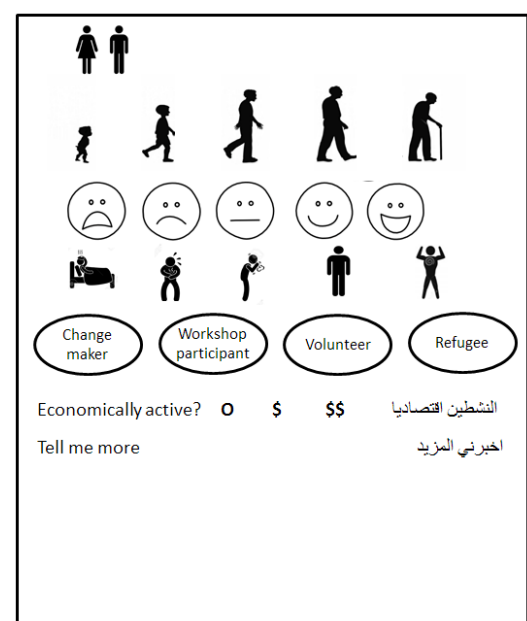 Change maker
Workshop participant
Volunteer
Refugee
Economically active? O $ $$ النشطين اقتصاديا
Tell me more اخبرني المزيد